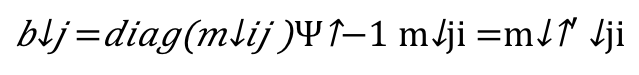 b↓j =diag(m↓ij )Ψ↑−1 m↓ji =m↓↑′ ↓ji